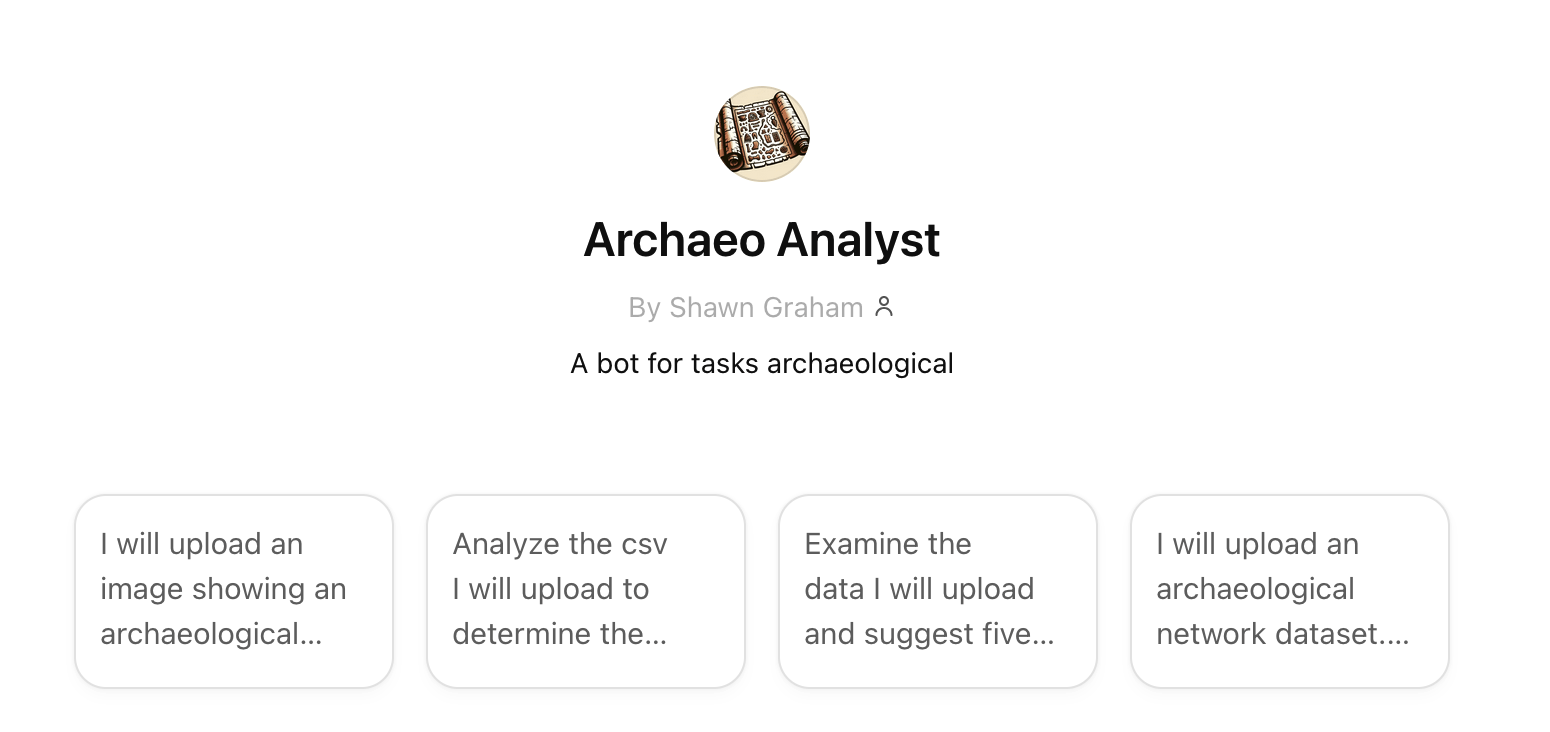 Archaeo Analyst
By Shawn Graham
A bot for tasks archaeological
I will upload an
image showing an
archaeological...
Analyze the csv
I will upload to
determine the...
Examine the
data I will upload
and suggest five...
I will upload an
archaeological
network dataset....